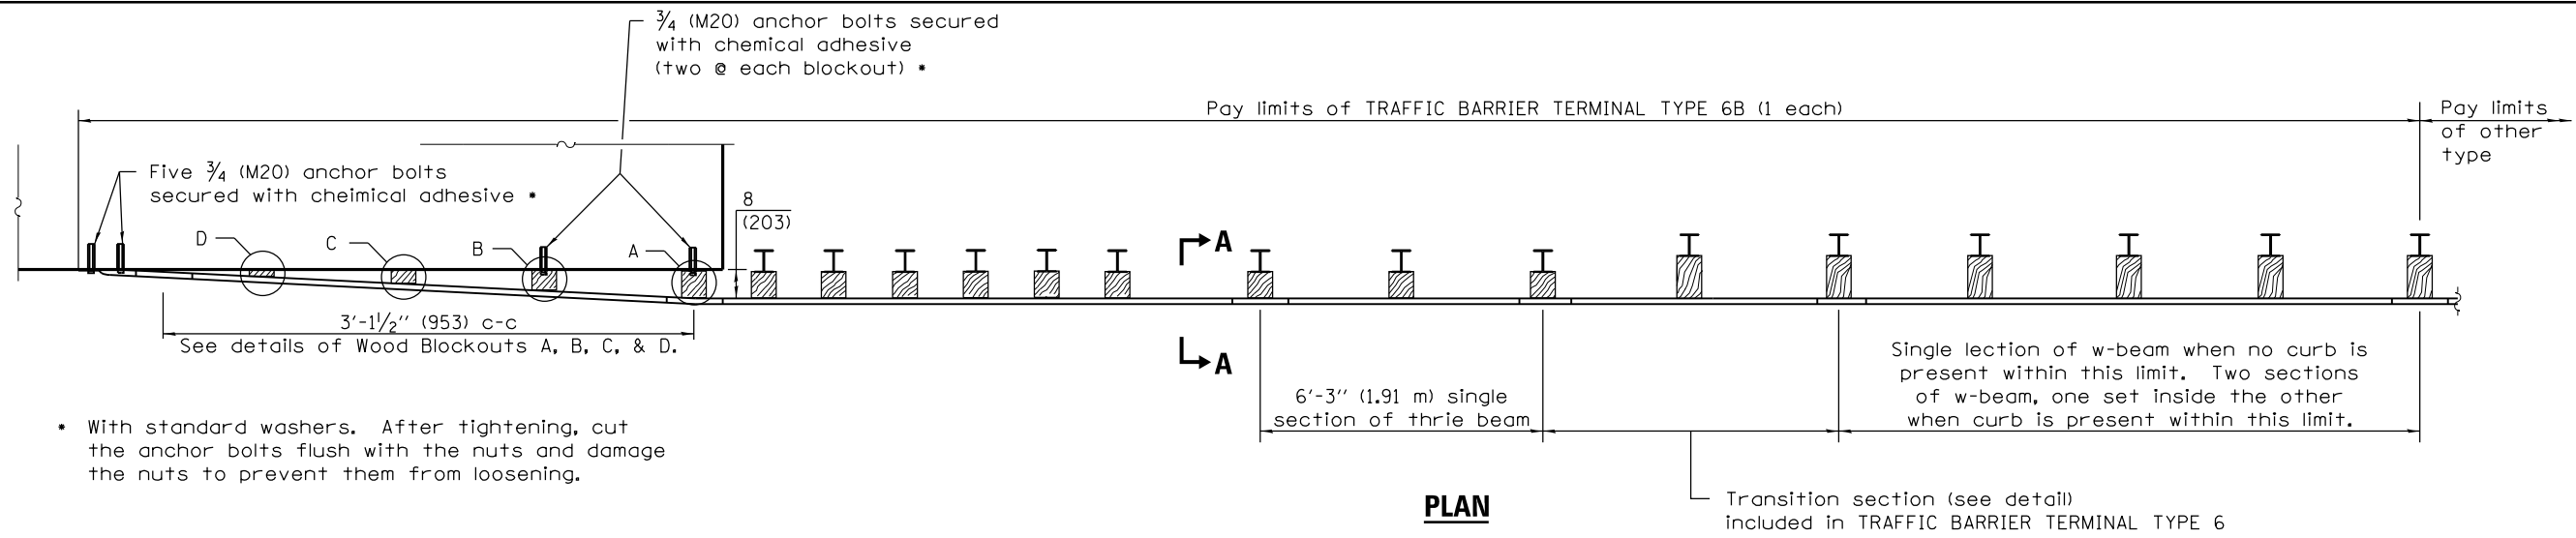 ¾ (M20) anchor bolts secured
with chemical adhesive
(two @ each blockout) *
Pay limits of TRAFFIC BARRIER TERMINAL TYPE 6B (1 each)
Pay limits
of other
type
Five ¾ (M20) anchor bolts
secured with cheimical adhesive *
8
(203)
D
C
B
A
A
A
3'-1½" (953) c-c
See details of Wood Blockouts A, B, C, & D.
6'-3" (1.91 m) single
section of thrie beam
Single lection of w-beam when no curb is
present within this limit. Two sections
of w-beam, one set inside the other
when curb is present within this limit.
* With standard washers. After tightening, cut
the anchor bolts flush with the nuts and damage
the nuts to prevent them from loosening.
PLAN
Transition section (see detail)
included in TRAFFIC BARRIER TERMINAL TYPE 6